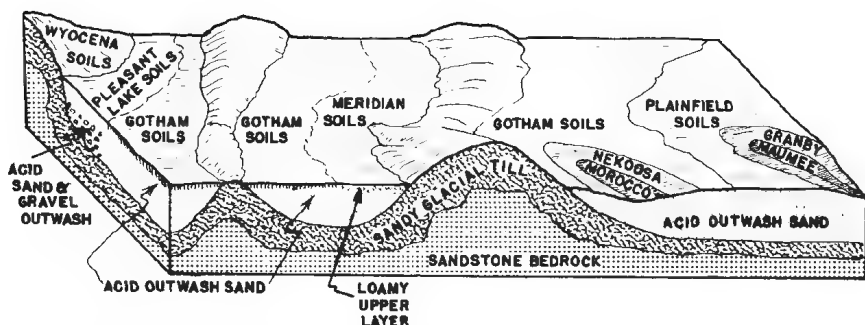 WYOCENA
SOILS
PLEASANT
LAKE SOILS
GOTHAM
SOILS
GOTHAM
SOILS
MERIDIAN
SOILS
GOTHAM SOILS
PLAINFIELD
SOILS
GRANBY
MAUMEE
NEKOOSA
MOROCCO
ACID
SAND &
GRAVEL
OUTWASH
SANDY GLACIAL TILL
ACID OUTWASH SAND
SANDSTONE BEDROCK
ACID OUTWASH SAND
LOAMY
UPPER
LAYER